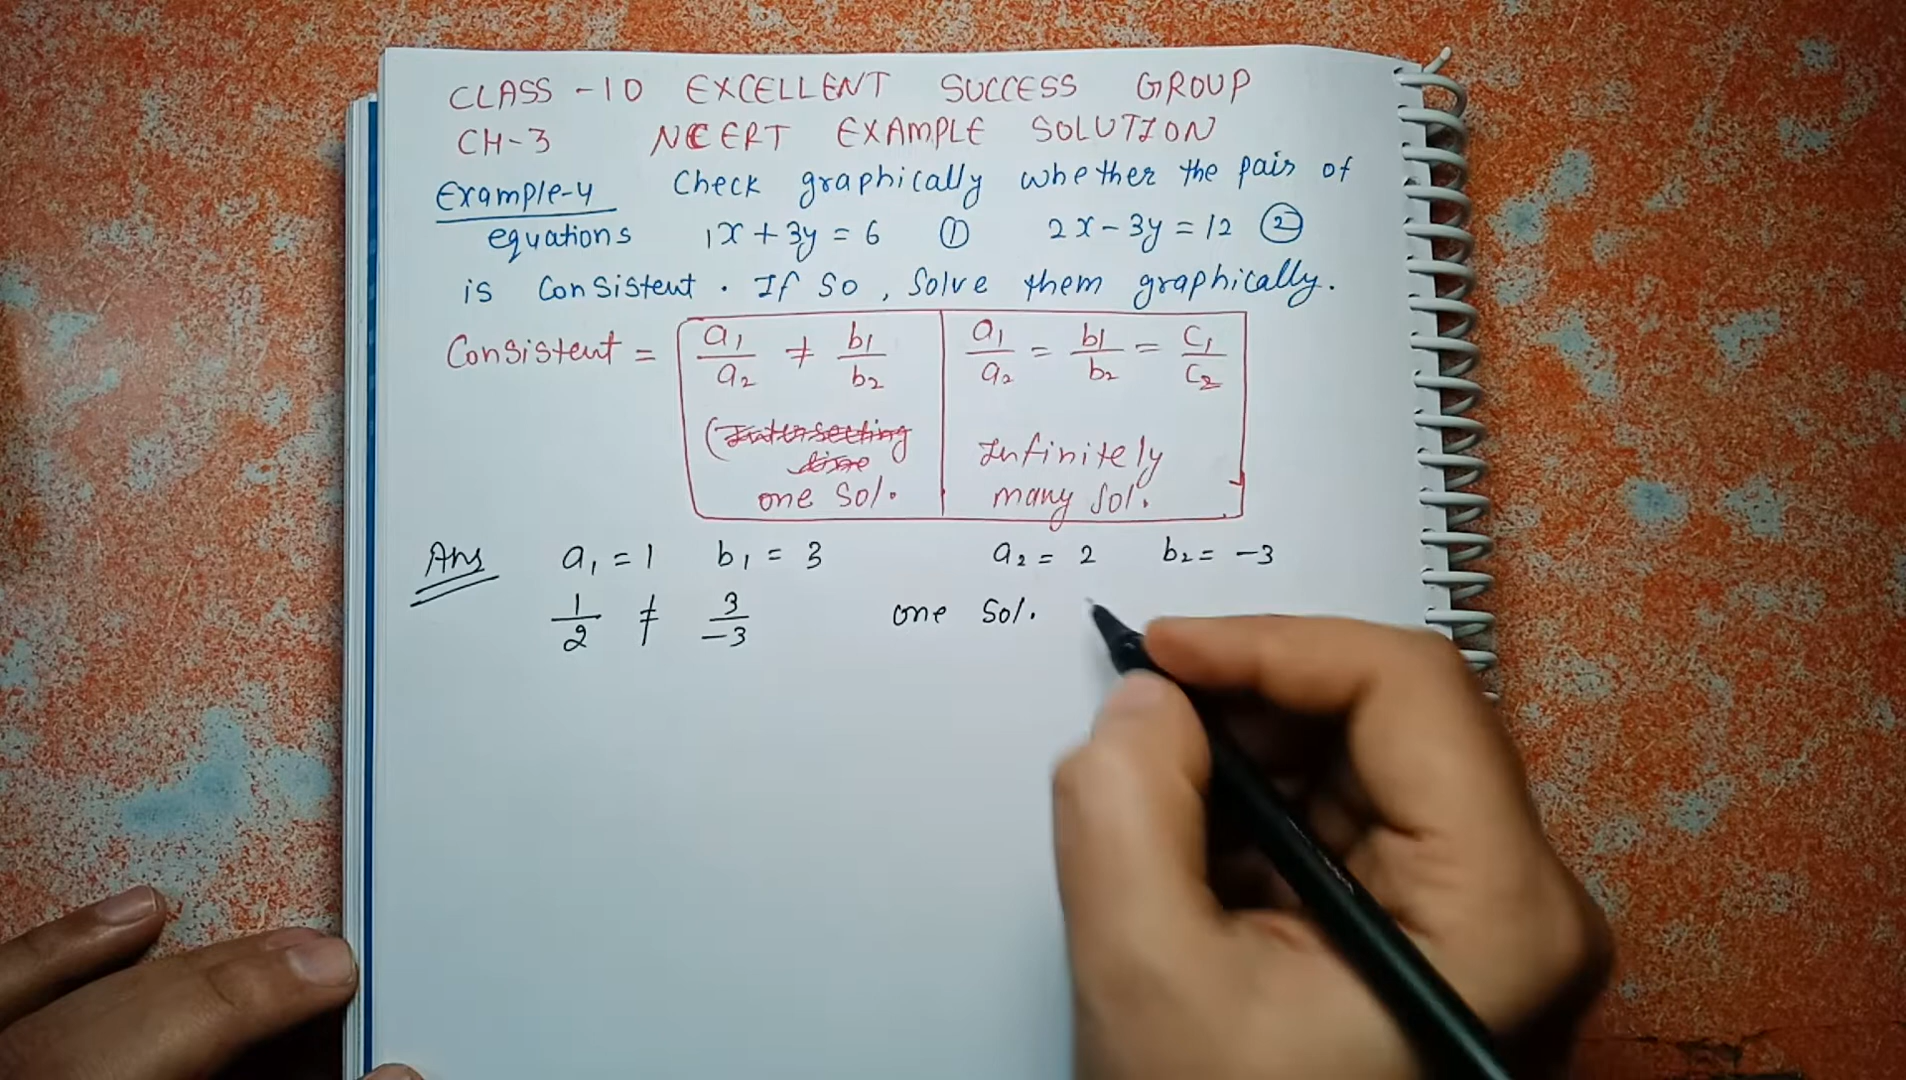 CLASS - 10 EXCELLENT SUCCESS GROUP
CH-3 NCERT EXAMPLE SOLUTION
Example-4 Check graphically whether the pair of
equations 1x + 3y = 6 ① 2x - 3y = 12 ②
is Consistent. If so, Solve them graphically.
Consistent = a₁/a₂ ≠ b₁/b₂ a₁/a₂ = b₁/b₂ = c₁/c₂
(Intersecting Infinitely
line many sol.
one sol.
Ans a₁ = 1 b₁ = 3 a₂ = 2 b₂ = -3
1/2 ≠ 3/-3 one sol.